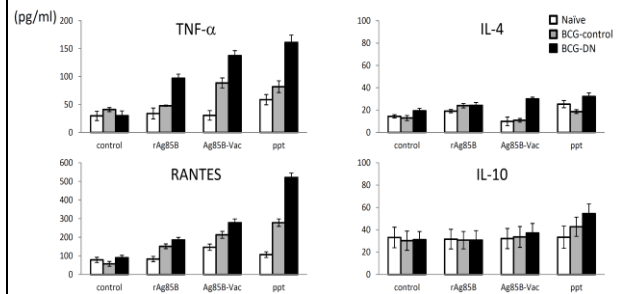 (pg/ml)
TNF-α
200
150
100
50
0
control rAg85B Ag85B-Vac ppt
IL-4
Naïve
BCG-control
BCG-DN
100
80
60
40
20
0
control rAg85B Ag85B-Vac ppt
RANTES
600
500
400
300
200
100
0
control rAg85B Ag85B-Vac ppt
IL-10
100
80
60
40
20
0
control rAg85B Ag85B-Vac ppt